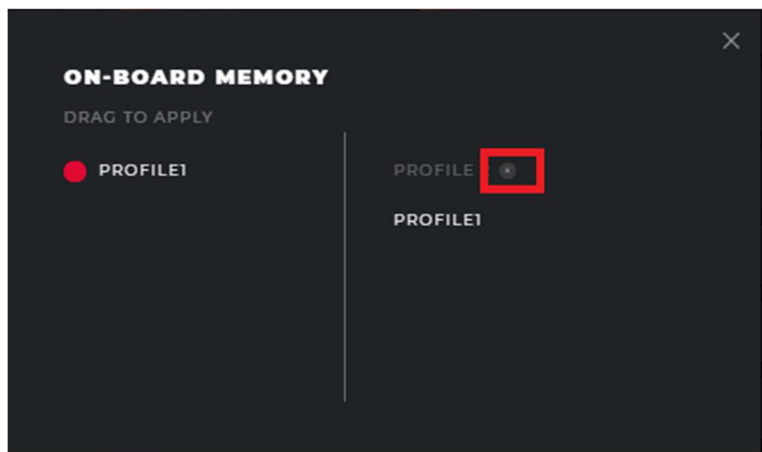 ON-BOARD MEMORY
DRAG TO APPLY
PROFILE1
PROFILE
PROFILE1